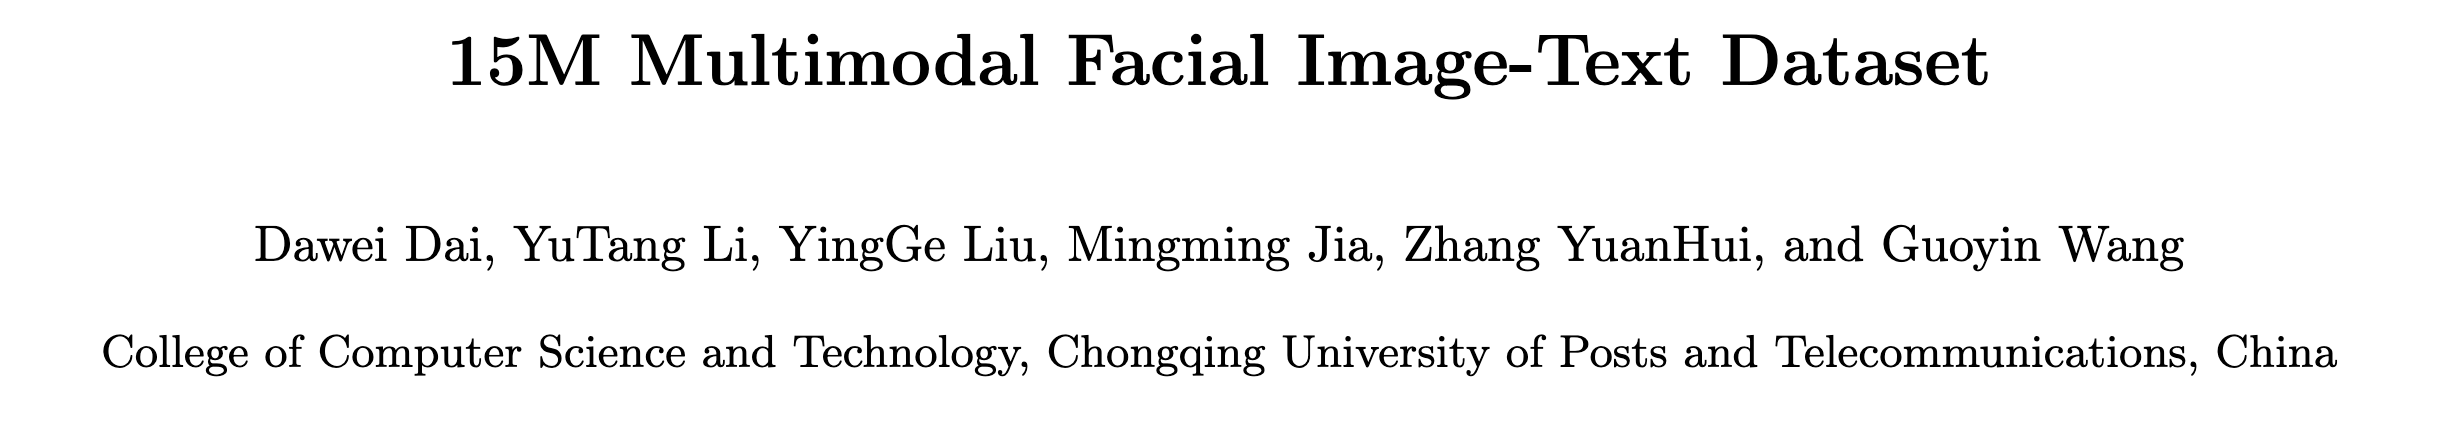 15M Multimodal Facial Image-Text Dataset
Dawei Dai, YuTang Li, YingGe Liu, Mingming Jia, Zhang YuanHui, and Guoyin Wang
College of Computer Science and Technology, Chongqing University of Posts and Telecommunications, China